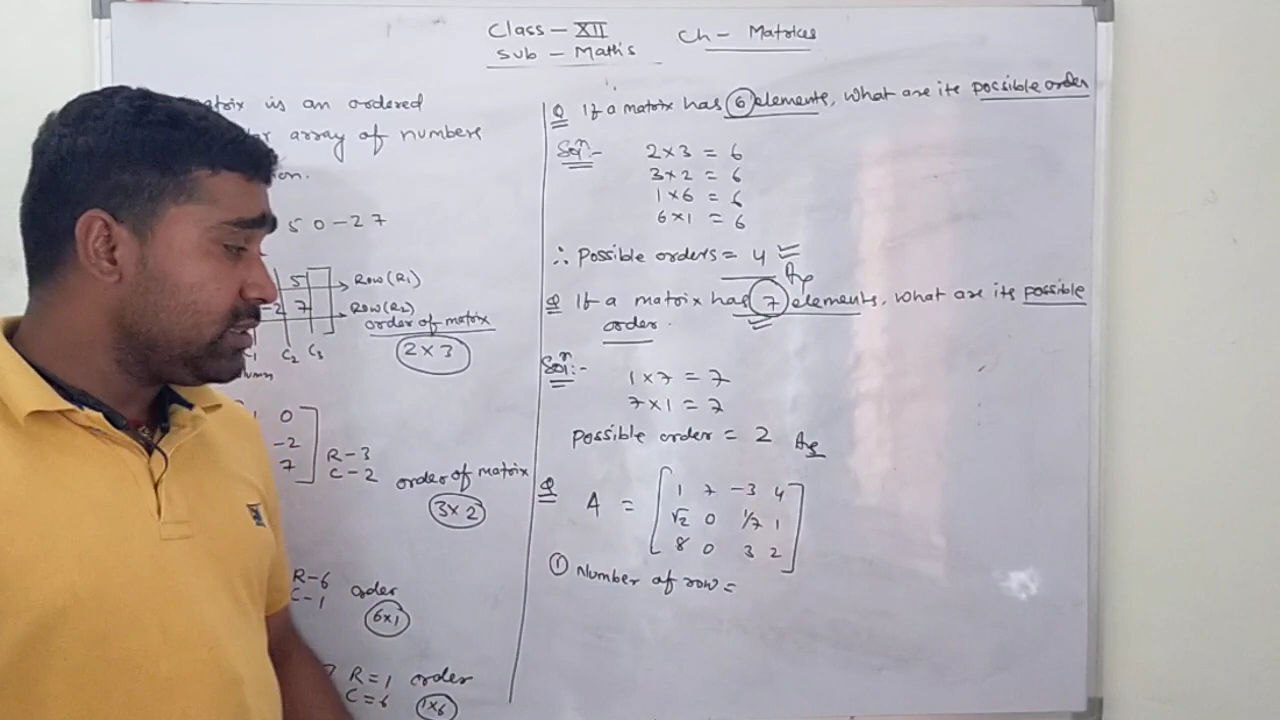 Class - XII
Sub - Maths
Ch - Matrices
is an ordered
array of numbers
5 0 -2 7
5 → Row (R1)
-2 7 → Row (R2)
order of matrix
C2 C3
2 × 3
0
-2
7
R - 3
C - 2
order of matrix
3 × 2
R - 6
C - 1
order
6×1
R = 1 order
C = 6
1×6
Q If a matrix has 6 elements, What are its possible order
Solⁿ:- 2×3 = 6
3×2 = 6
1×6 = 6
6×1 = 6
∴ Possible orders = 4
Q If a matrix has 7 elements, What are its possible
order.
Solⁿ:- 1×7 = 7
7×1 = 7
Possible order = 2
Q A = [ 1 7 -3 4
√2 0 1/7 1
8 0 3 2 ]
① Number of row =